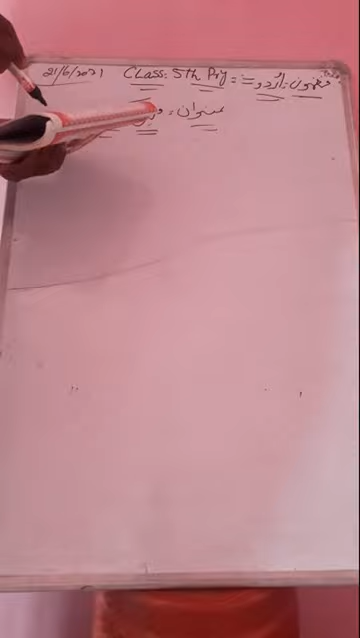 21/6/2021 CLASS: 5th Pry = مضمون: اُردو
عنوان =